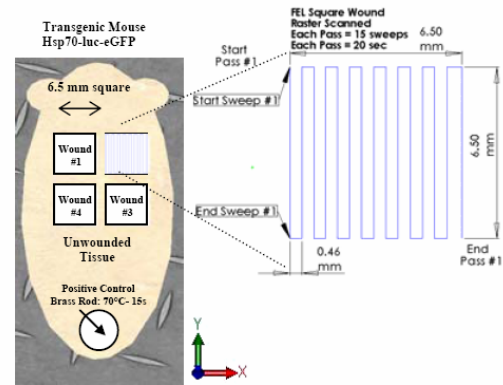 Transgenic Mouse
Hsp70-luc-eGFP
6.5 mm square
Wound
#1
Wound
#4
Wound
#3
Unwounded
Tissue
Positive Control
Brass Rod: 70°C- 15s
FEL Square Wound
Raster Scanned
Each Pass = 15 sweeps
Each Pass = 20 sec
6.50
mm
Start
Pass #1
Start Sweep #1
6.50
mm
End Sweep #1
0.46
mm
End
Pass #1
Y
X